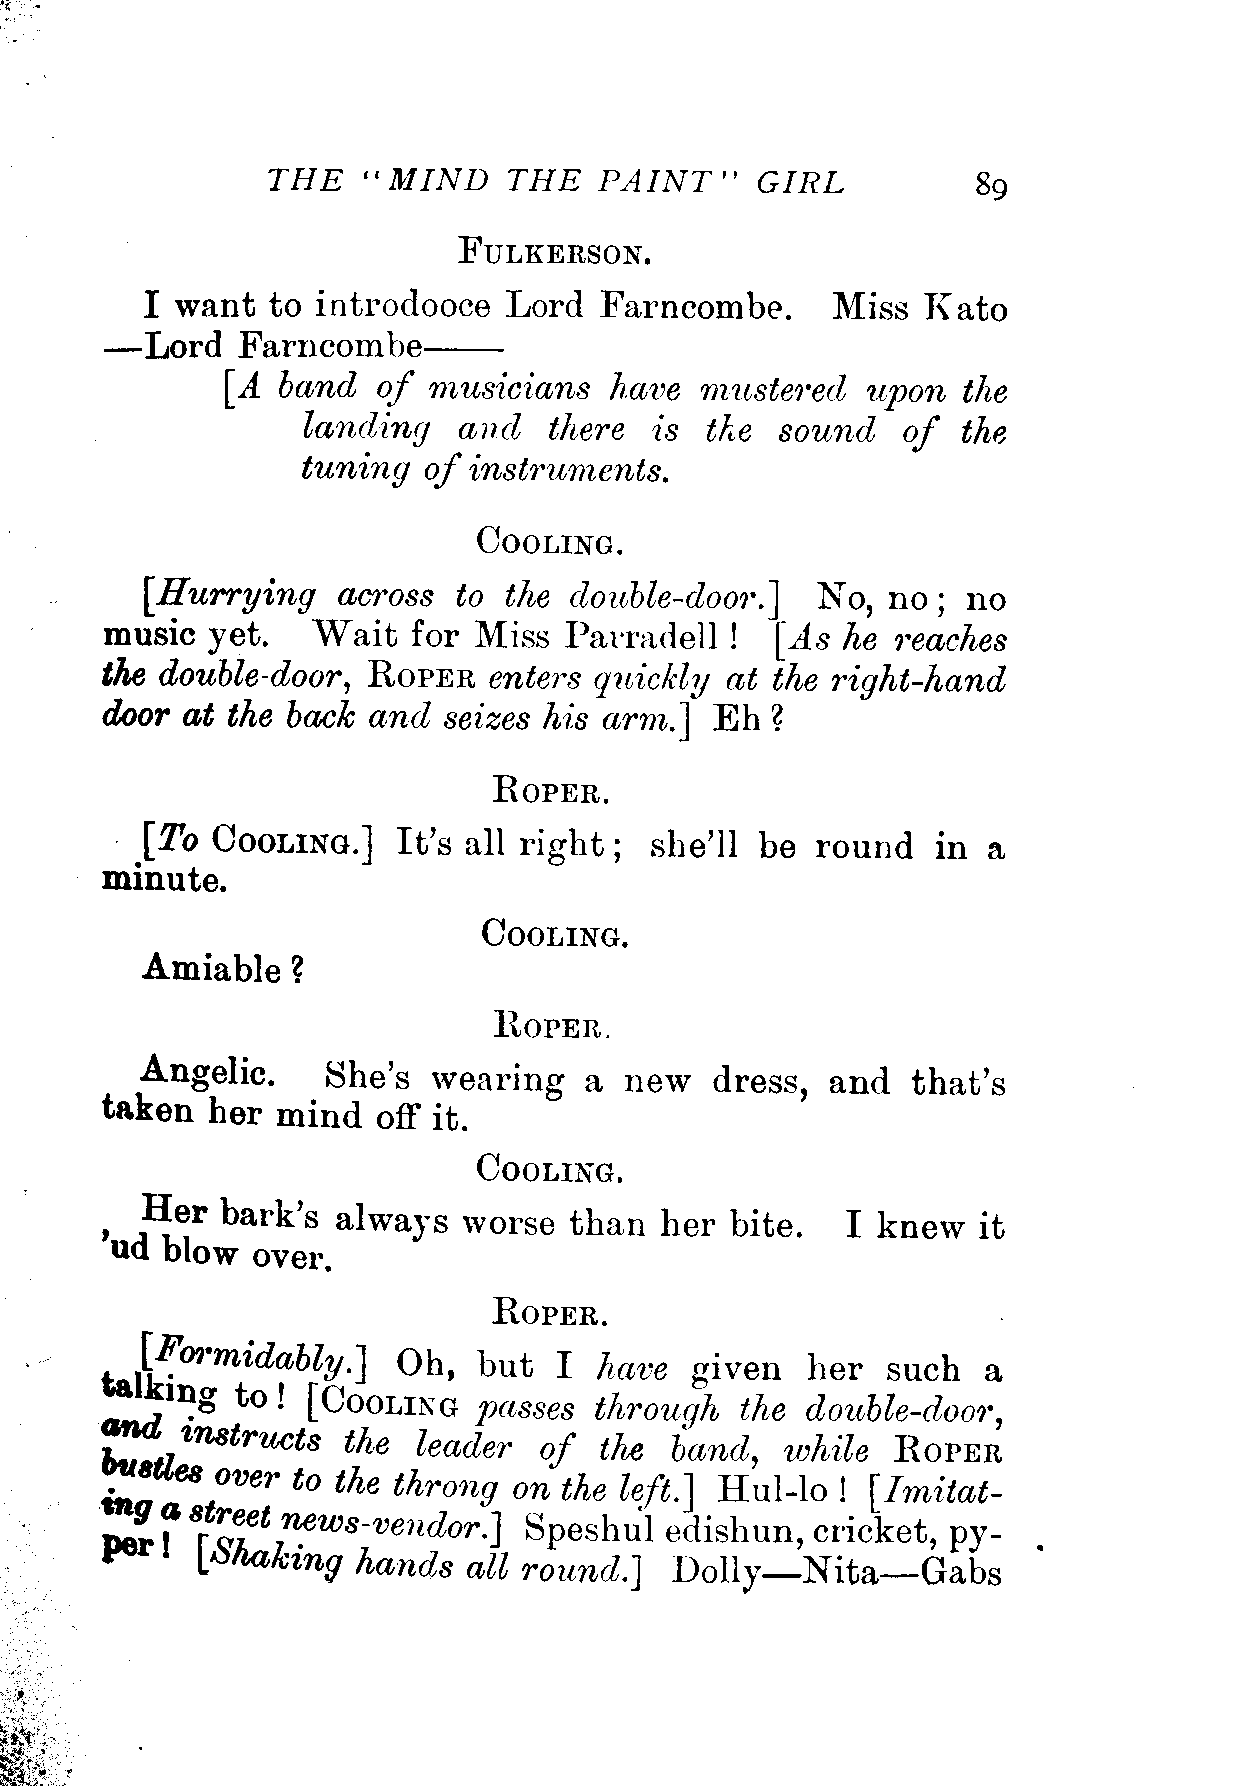 THE "MIND THE PAINT" GIRL 89
FULKERSON.
I want to introdooce Lord Farncombe. Miss Kato
—Lord Farncombe——
[A band of musicians have mustered upon the
landing and there is the sound of the
tuning of instruments.
COOLING.
[Hurrying across to the double-door.] No, no; no
music yet. Wait for Miss Parradell! [As he reaches
the double-door, ROPER enters quickly at the right-hand
door at the back and seizes his arm.] Eh?
ROPER.
[To COOLING.] It's all right; she'll be round in a
minute.
COOLING.
Amiable?
ROPER.
Angelic. She's wearing a new dress, and that's
taken her mind off it.
COOLING.
Her bark's always worse than her bite. I knew it
'ud blow over.
ROPER.
[Formidably.] Oh, but I have given her such a
talking to! [COOLING passes through the double-door,
and instructs the leader of the band, while ROPER
bustles over to the throng on the left.] Hul-lo! [Imitat-
ing a street news-vendor.] Speshul edishun, cricket, py-
per! [Shaking hands all round.] Dolly—Nita—Gabs